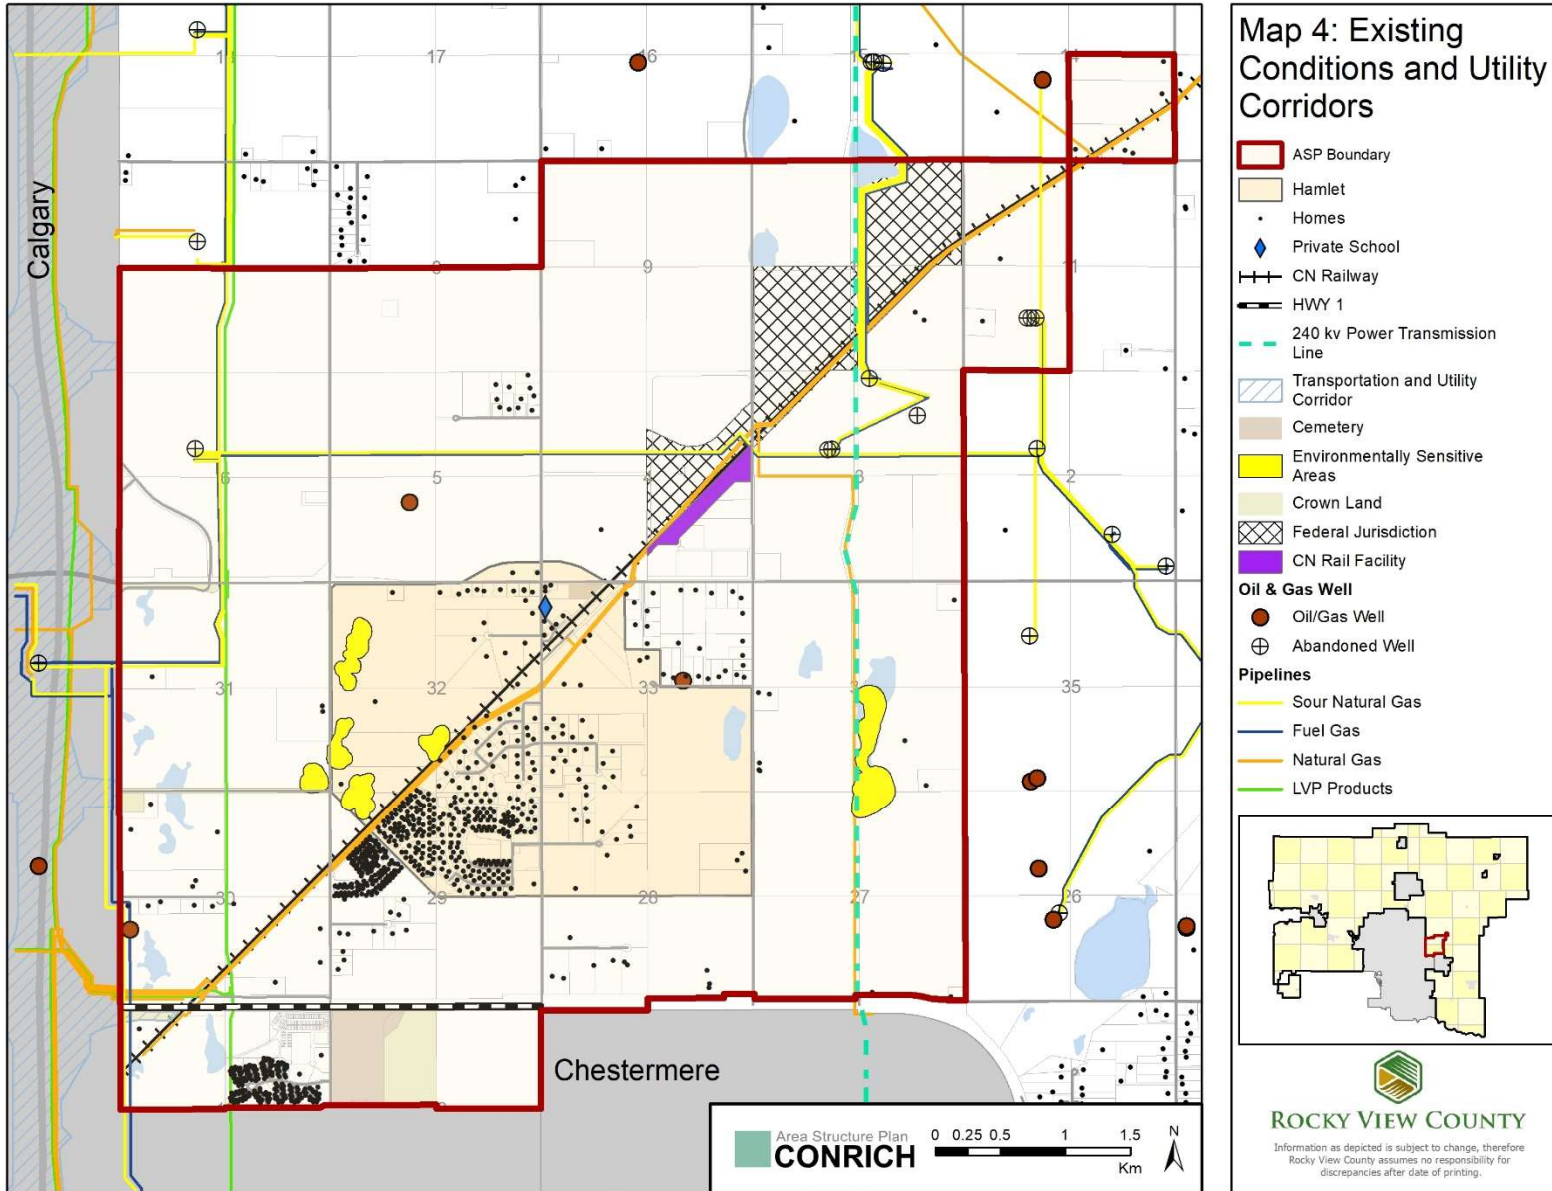 Map 4: Existing
Conditions and Utility
Corridors
ASP Boundary
Hamlet
Homes
Private School
CN Railway
HWY 1
240 kv Power Transmission
Line
Transportation and Utility
Corridor
Cemetery
Environmentally Sensitive
Areas
Crown Land
Federal Jurisdiction
CN Rail Facility
Oil & Gas Well
Oil/Gas Well
Abandoned Well
Pipelines
Sour Natural Gas
Fuel Gas
Natural Gas
LVP Products
ROCKY VIEW COUNTY
Information as depicted is subject to change, therefore
Rocky View County assumes no responsibility for
discrepancies after date of printing.
Calgary
17
16
15
14
9
6
5
3
2
31
32
33
35
29
28
27
26
Chestermere
Area Structure Plan
CONRICH
0 0.25 0.5 1 1.5
Km
N